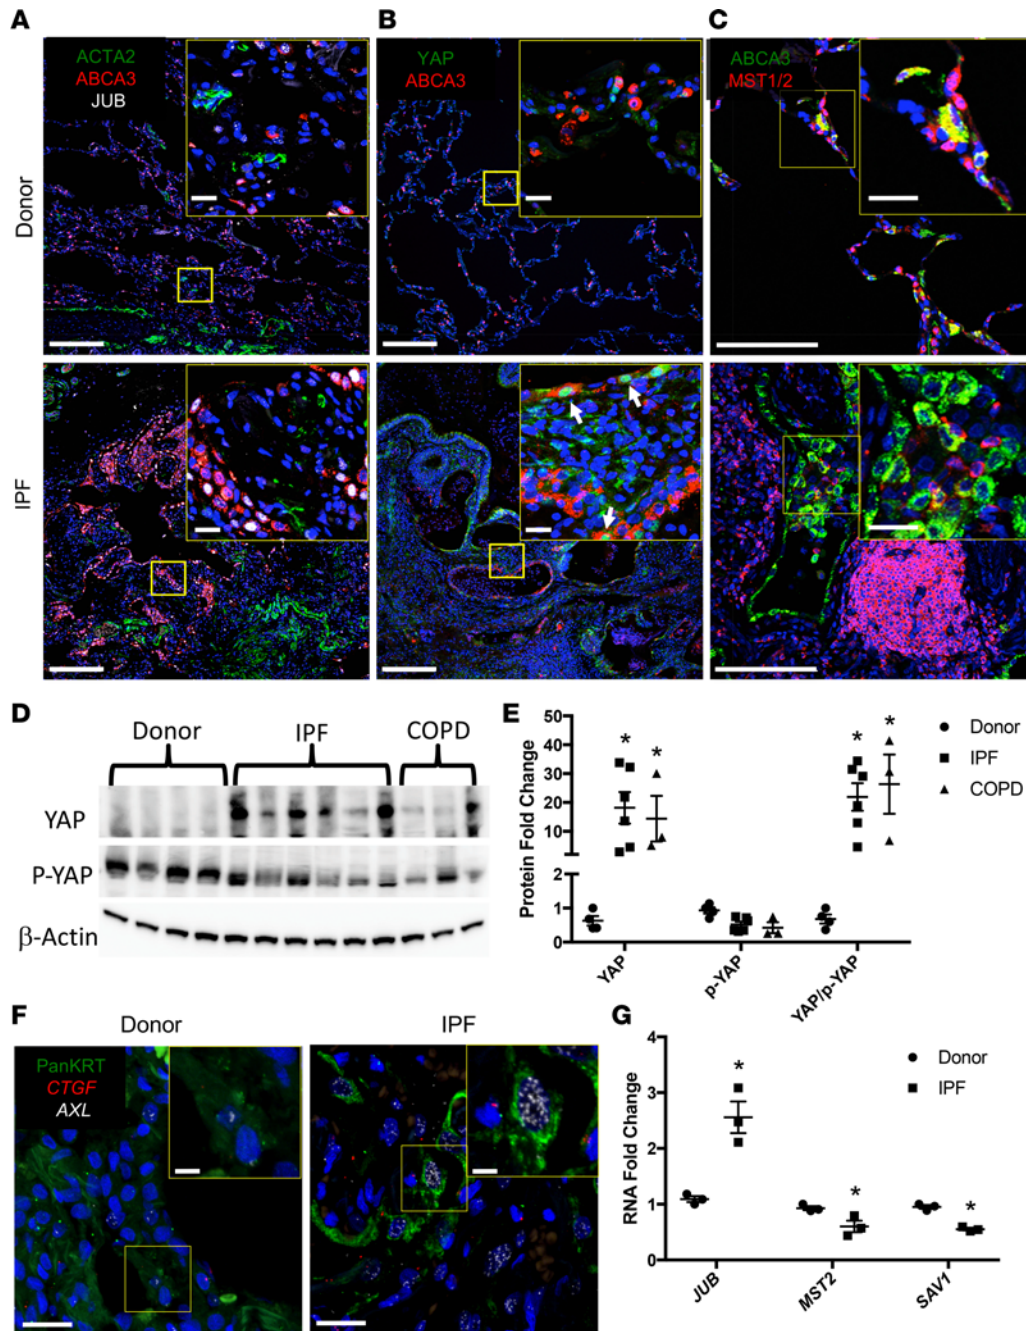 A
B
C
ACTA2
ABCA3
JUB
YAP
ABCA3
ABCA3
MST1/2
Donor
IPF
D
Donor
IPF
COPD
YAP
P-YAP
β-Actin
E
Protein Fold Change
50
40
30
20
10
2
1
0
YAP
p-YAP
YAP/p-YAP
* * * *
Donor
IPF
COPD
F
Donor
IPF
PanKRT
CTGF
AXL
G
RNA Fold Change
4
3
2
1
0
JUB
MST2
SAV1
* * *
Donor
IPF